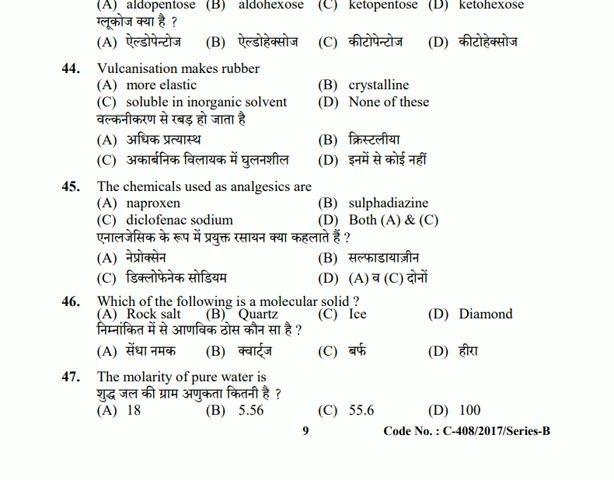 (A) aldopentose (B) aldohexose (C) ketopentose (D) ketohexose
ग्लूकोज क्या है ?
(A) ऐल्डोपेन्टोज (B) ऐल्डोहेक्सोज (C) कीटोपेन्टोज (D) कीटोहेक्सोज
44. Vulcanisation makes rubber
(A) more elastic (B) crystalline
(C) soluble in inorganic solvent (D) None of these
वल्कनीकरण से रबड़ हो जाता है
(A) अधिक प्रत्यास्थ (B) क्रिस्टलीया
(C) अकार्बनिक विलायक में घुलनशील (D) इनमें से कोई नहीं
45. The chemicals used as analgesics are
(A) naproxen (B) sulphadiazine
(C) diclofenac sodium (D) Both (A) & (C)
एनालजेसिक के रूप में प्रयुक्त रसायन क्या कहलाते हैं ?
(A) नेप्रोक्सेन (B) सल्फाडायाज़ीन
(C) डिक्लोफेनेक सोडियम (D) (A) व (C) दोनों
46. Which of the following is a molecular solid ?
(A) Rock salt (B) Quartz (C) Ice (D) Diamond
निम्नांकित में से आणविक ठोस कौन सा है ?
(A) सेंधा नमक (B) क्वार्ट्ज (C) बर्फ (D) हीरा
47. The molarity of pure water is
शुद्ध जल की ग्राम अणुकता कितनी है ?
(A) 18 (B) 5.56 (C) 55.6 (D) 100
9 Code No. : C-408/2017/Series-B